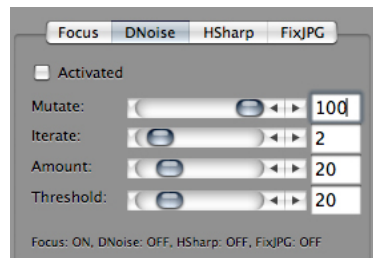 Focus DNoise HSharp FixJPG
Activated
Mutate: 100
Iterate: 2
Amount: 20
Threshold: 20
Focus: ON, DNoise: OFF, HSharp: OFF, FixJPG: OFF